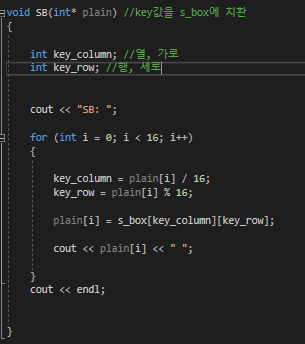 void SB(int* plain) //key값을 s_box에 치환
{
int key_column; //열, 가로
int key_row; //행, 세로
cout << "SB: ";
for (int i = 0; i < 16; i++)
{
key_column = plain[i] / 16;
key_row = plain[i] % 16;
plain[i] = s_box[key_column][key_row];
cout << plain[i] << " ";
}
cout << endl;
}